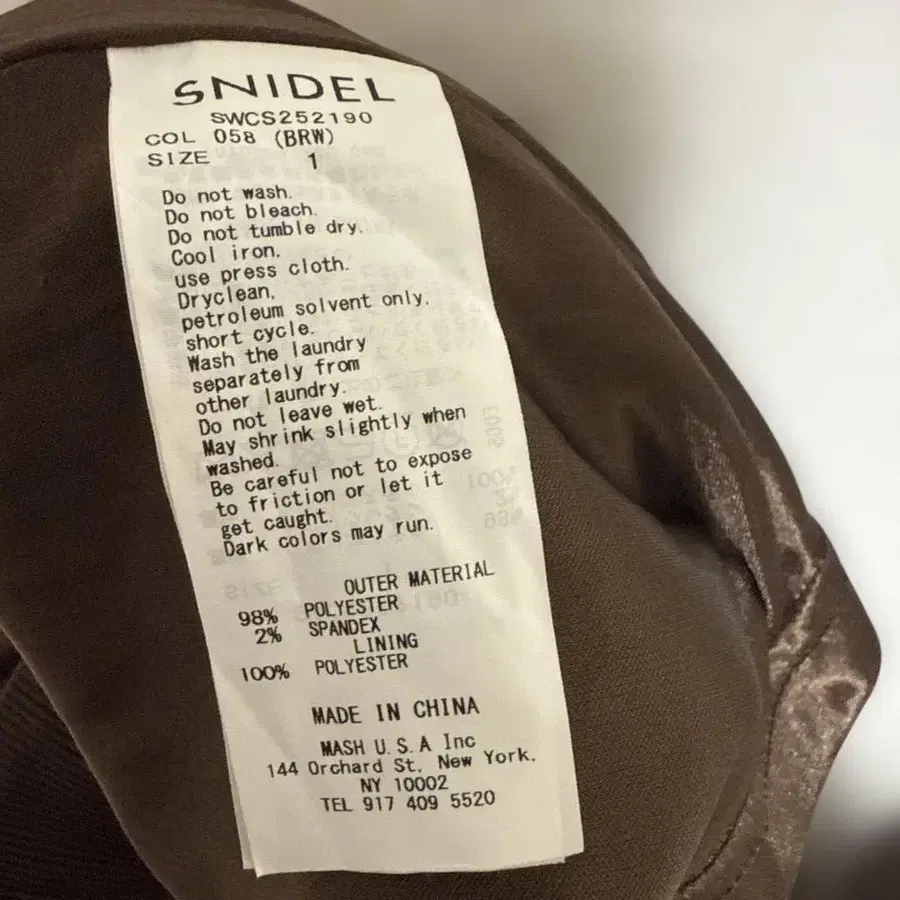 SNIDEL
SWCS252190
COL 058 (BRW)
SIZE 1
Do not wash.
Do not bleach.
Do not tumble dry.
Cool iron.
use press cloth.
Dryclean,
petroleum solvent only.
short cycle.
Wash the laundry
separately from
other laundry.
Do not leave wet.
May shrink slightly when
washed.
Be careful not to expose
to friction or let it
get caught.
Dark colors may run.
OUTER MATERIAL
98% POLYESTER
2% SPANDEX
LINING
100% POLYESTER
MADE IN CHINA
MASH U.S.A Inc
144 Orchard St. New York,
NY 10002
TEL 917 409 5520